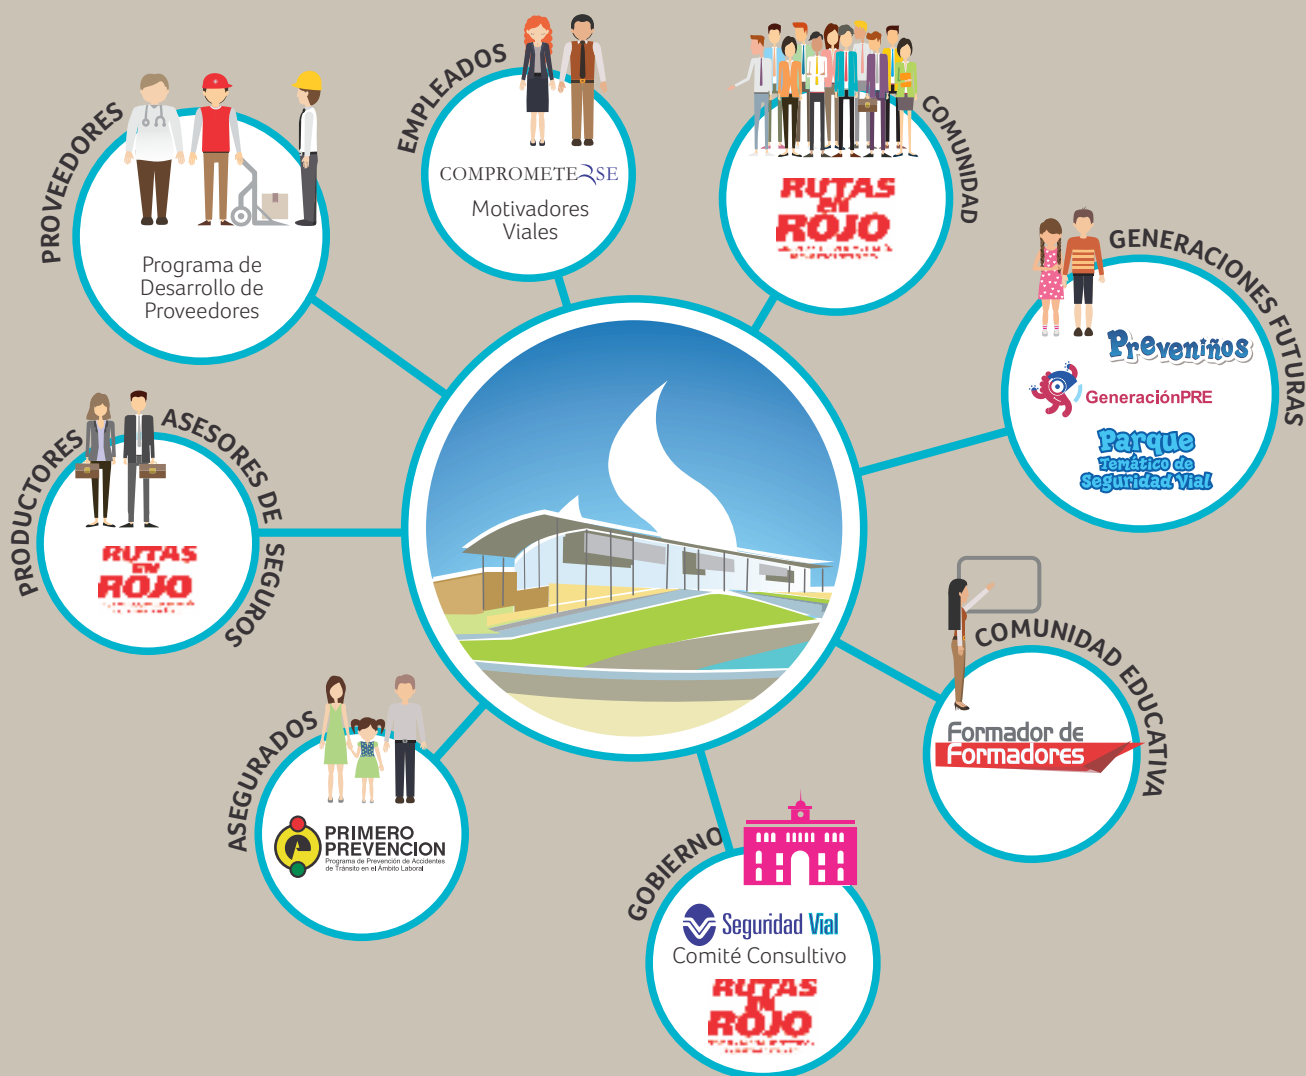 PROVEEDORES
Programa de
Desarrollo de
Proveedores
EMPLEADOS
COMPROMETERSE
Motivadores
Viales
COMUNIDAD
RUTAS
EN
ROJO
GENERACIONES FUTURAS
Preveniños
GeneraciónPRE
Parque
Temático de
Seguridad Vial
PRODUCTORES
ASESORES DE SEGUROS
RUTAS
EN
ROJO
COMUNIDAD EDUCATIVA
Formador de
Formadores
ASEGURADOS
PRIMERO
PREVENCION
Programa de Prevención de Accidentes
de Tránsito en el Ámbito Laboral
GOBIERNO
Seguridad Vial
Comité Consultivo
RUTAS
EN
ROJO